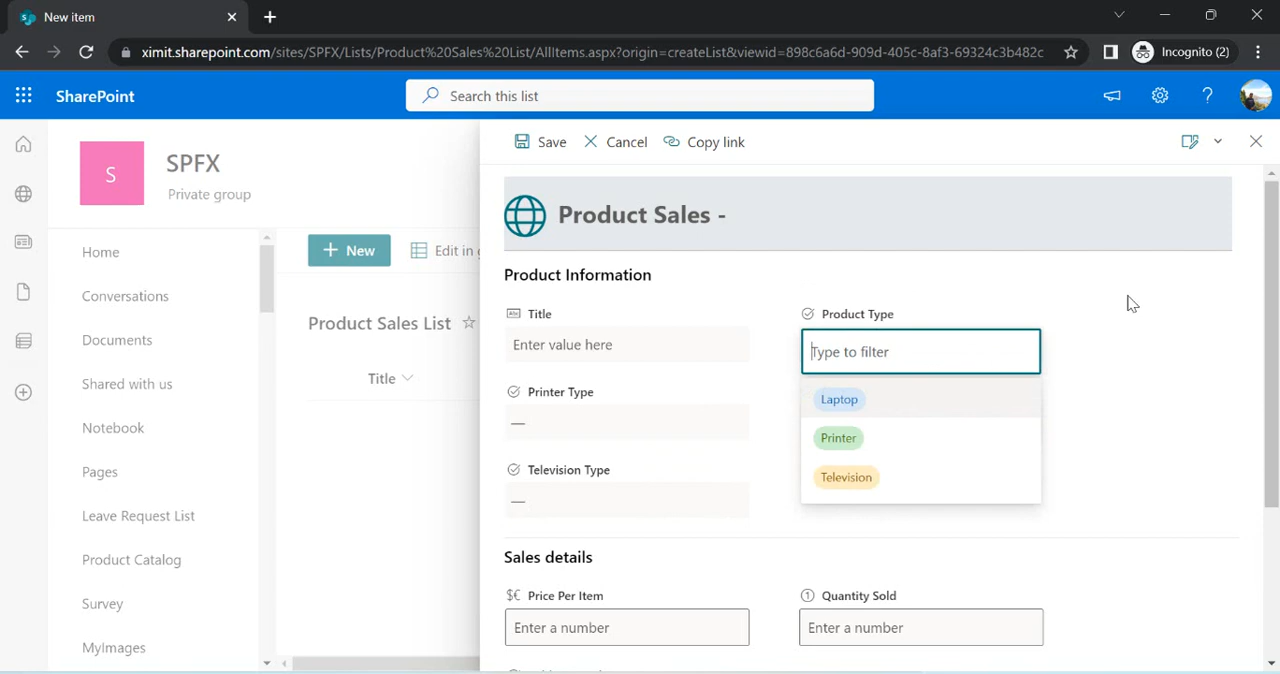 New item
ximit.sharepoint.com/sites/SPFX/Lists/Product%20Sales%20List/AllItems.aspx?origin=createList&viewid=898c6a6d-909d-405c-8af3-69324c3b482c
Incognito (2)
SharePoint
Search this list
Save
Cancel
Copy link
S
SPFX
Private group
Home
Conversations
Documents
Shared with us
Notebook
Pages
Leave Request List
Product Catalog
Survey
MyImages
New
Edit in g
Product Sales List
Title
Product Sales -
Product Information
Title
Enter value here
Product Type
Type to filter
Laptop
Printer
Television
Printer Type
—
Television Type
—
Sales details
Price Per Item
Enter a number
Quantity Sold
Enter a number